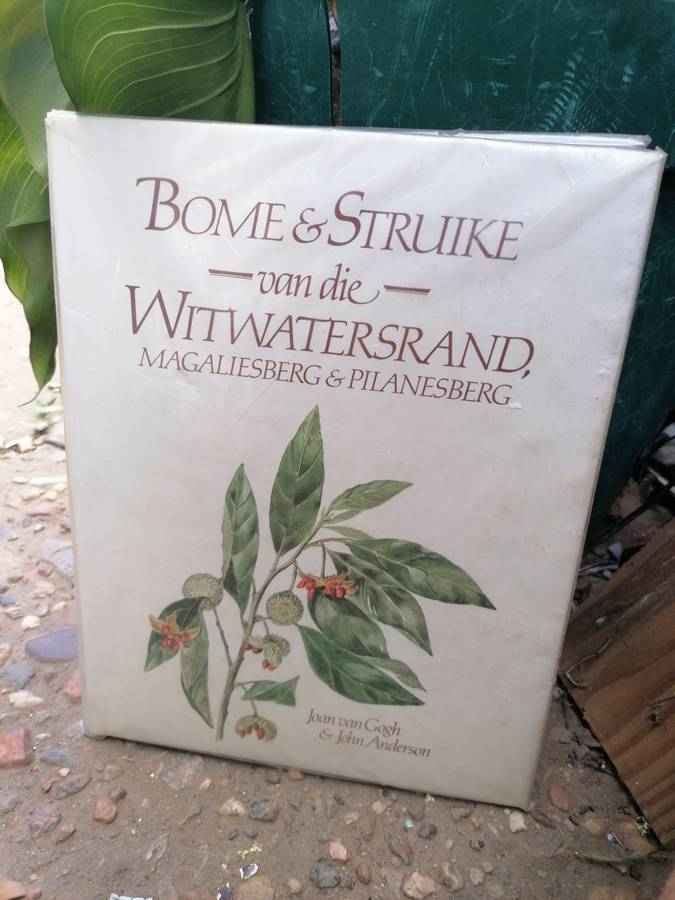 BOME & STRUIKE
van die
WITWATERSRAND,
MAGALIESBERG & PILANESBERG
Joan van Gogh
& John Anderson